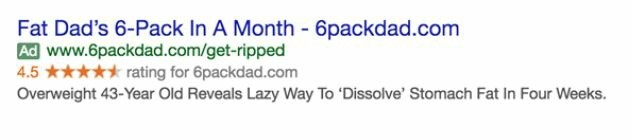 Fat Dad's 6-Pack In A Month - 6packdad.com
Ad www.6packdad.com/get-ripped
4.5 ★★★★★ rating for 6packdad.com
Overweight 43-Year Old Reveals Lazy Way To ‘Dissolve’ Stomach Fat In Four Weeks.